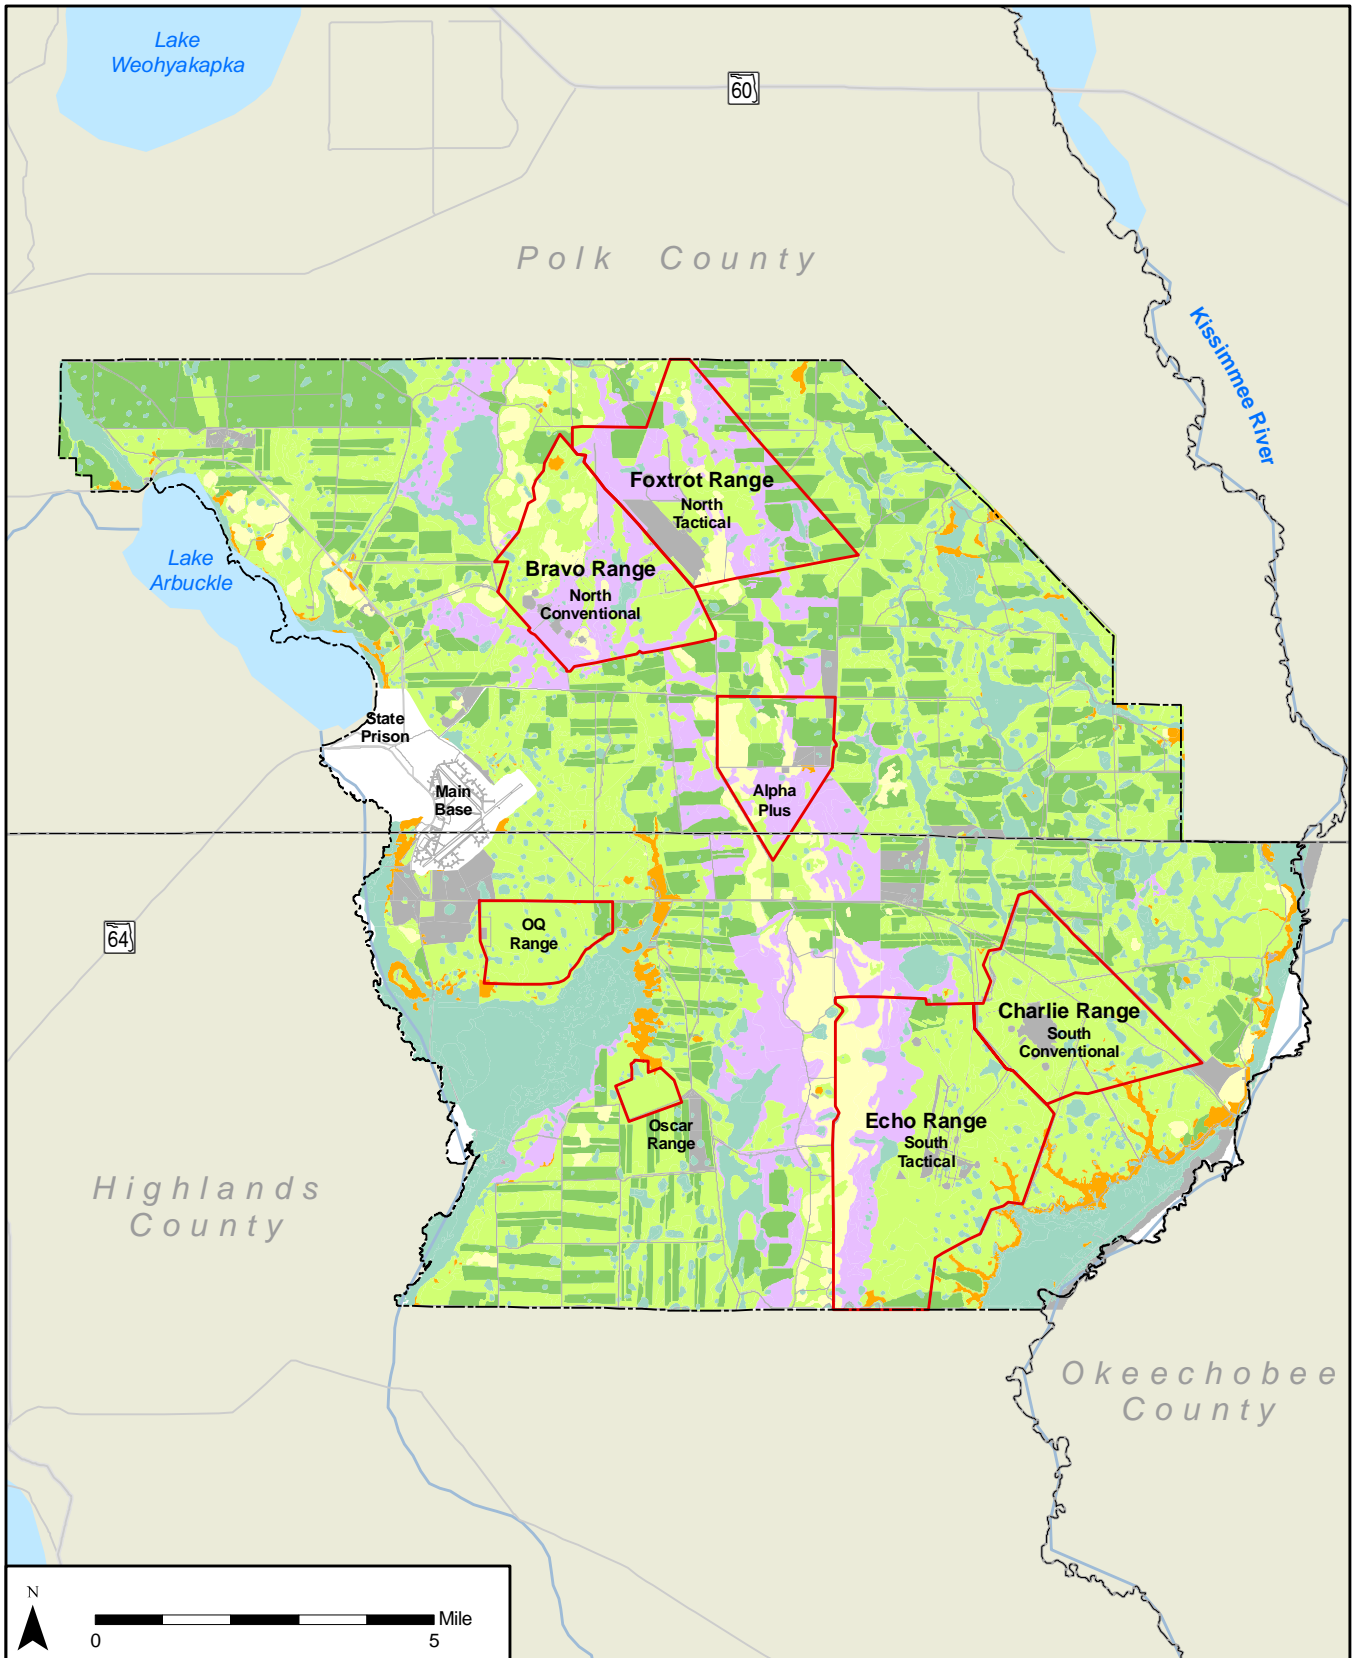 Lake
Weohyakapka
60
Polk County
Kissimmee River
Foxtrot Range
North
Tactical
Lake
Arbuckle
Bravo Range
North
Conventional
State
Prison
Main
Base
Alpha
Plus
64
OQ
Range
Charlie Range
South
Conventional
Echo Range
South
Tactical
Oscar
Range
Highlands
County
Okeechobee
County
N
Mile
0 5